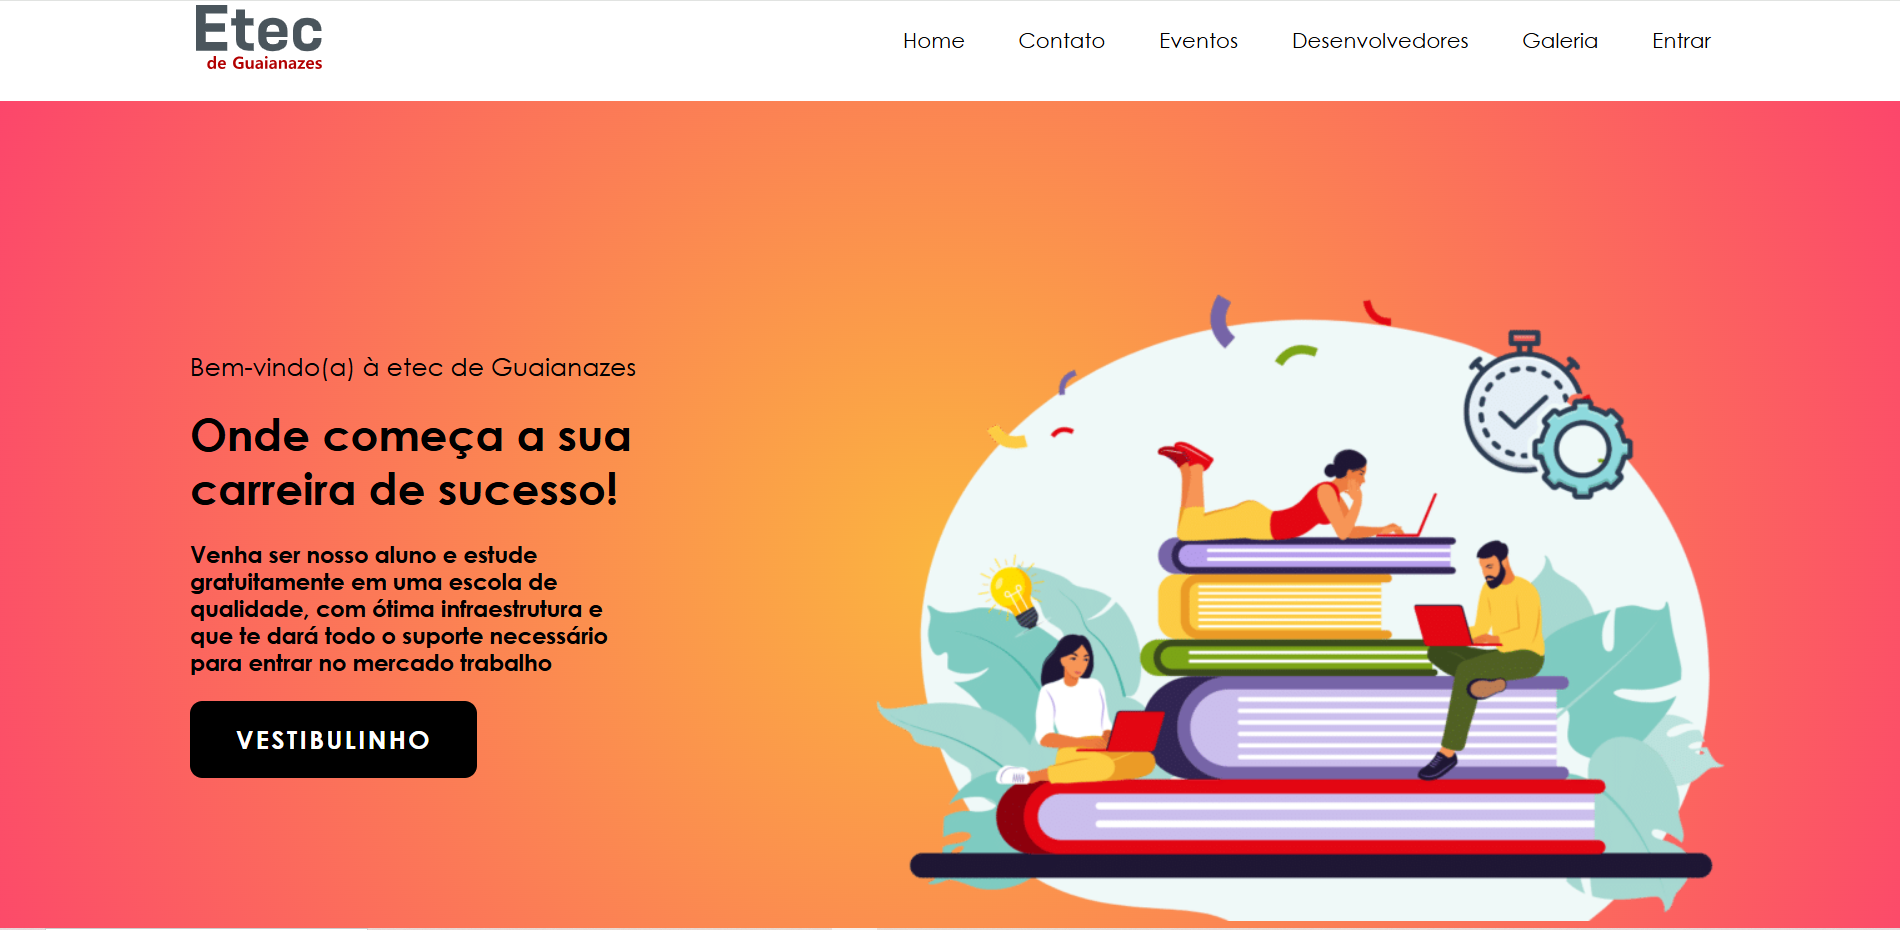 Etec
de Guaianazes
Home Contato Eventos Desenvolvedores Galeria Entrar
Bem-vindo(a) à etec de Guaianazes
Onde começa a sua
carreira de sucesso!
Venha ser nosso aluno e estude
gratuitamente em uma escola de
qualidade, com ótima infraestrutura e
que te dará todo o suporte necessário
para entrar no mercado trabalho
VESTIBULINHO